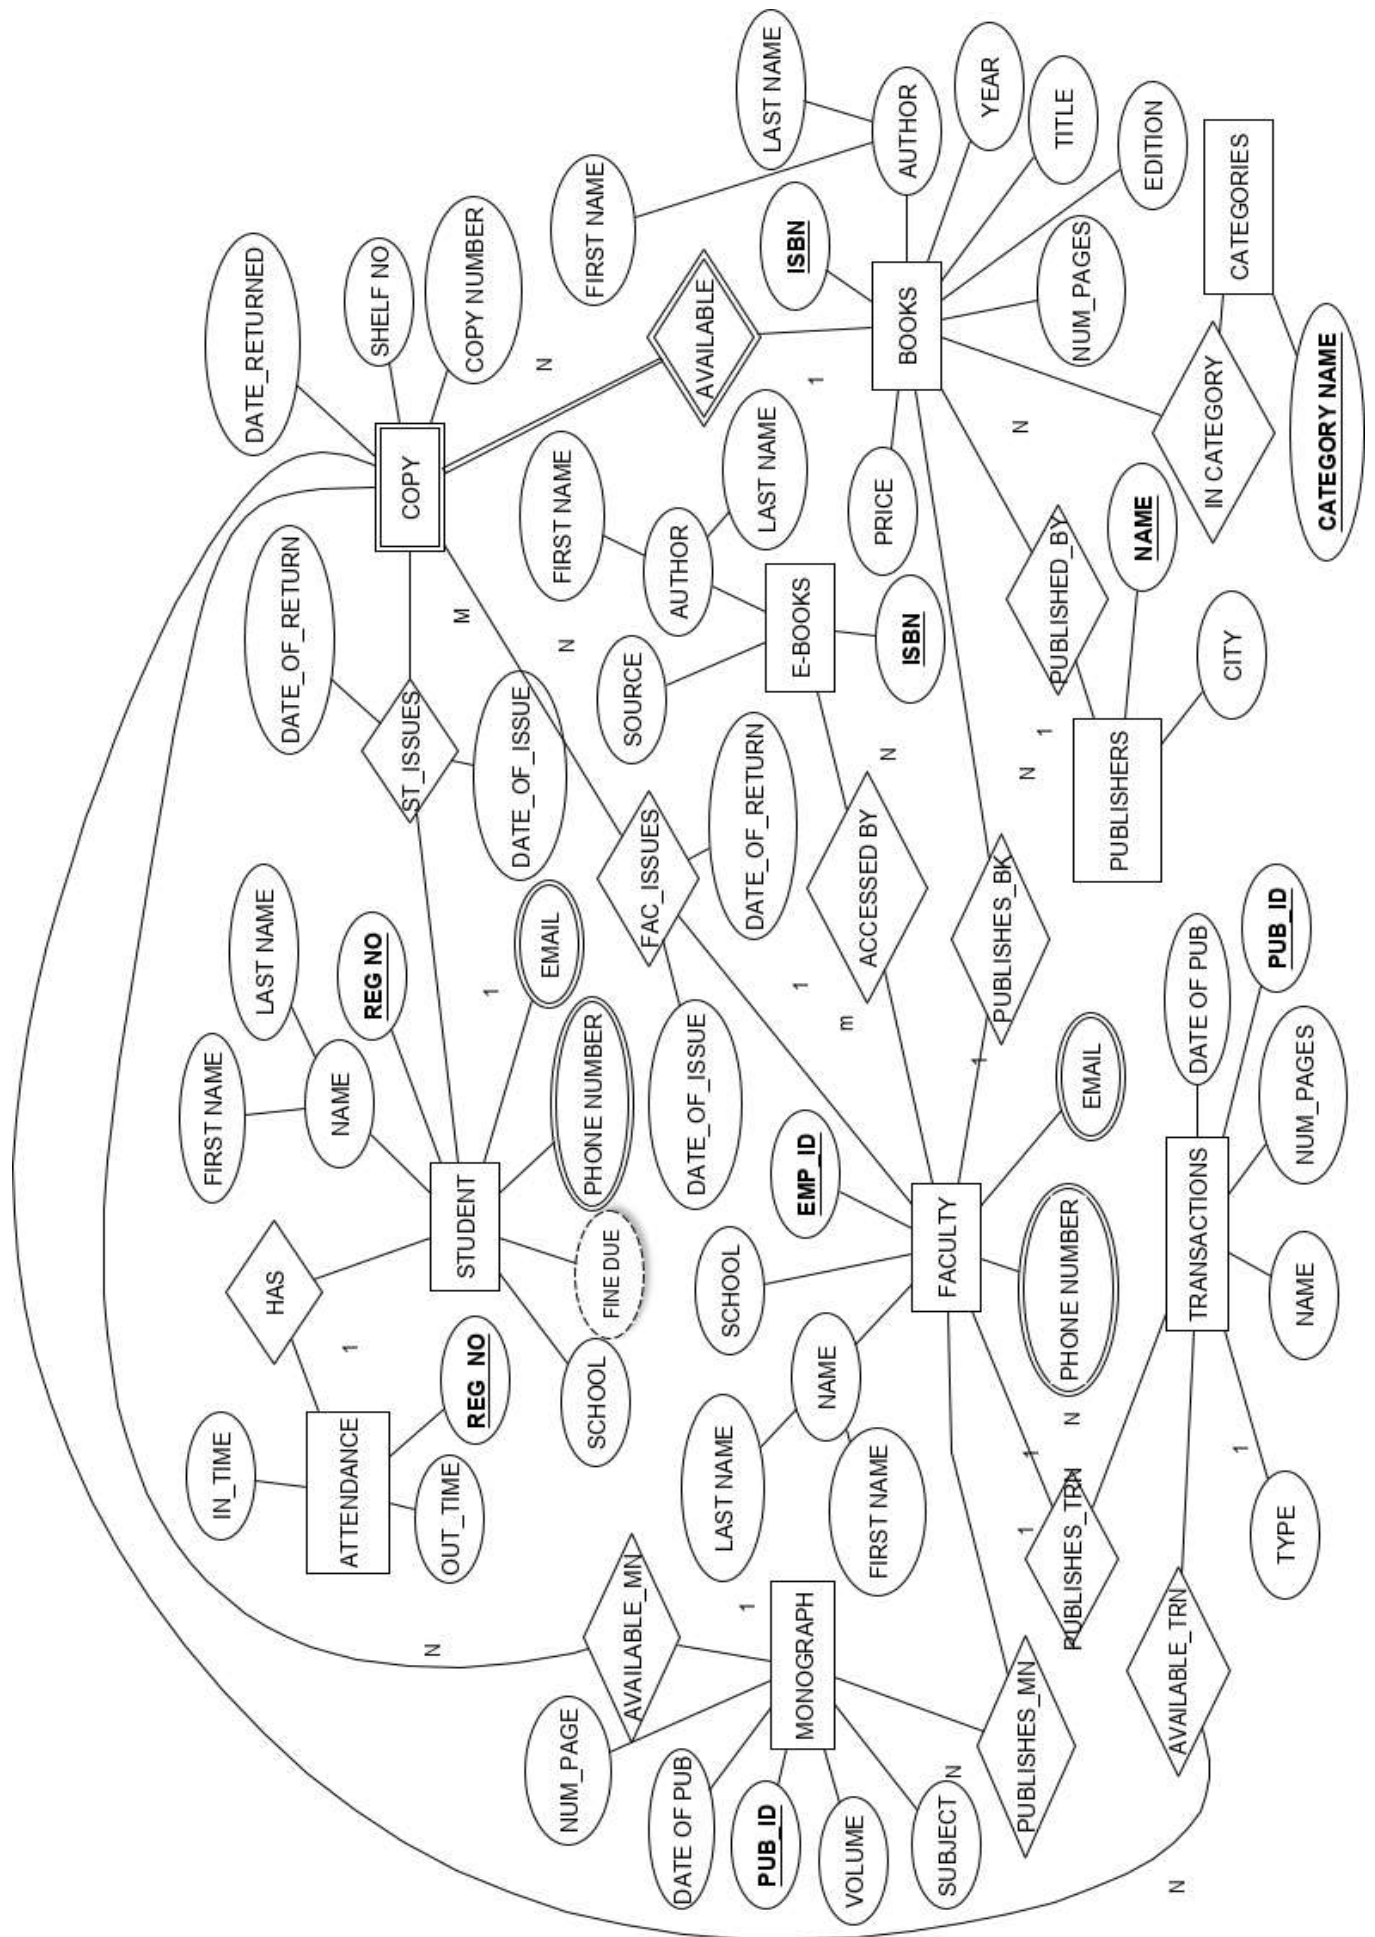 DATE_RETURNED
SHELF NO
COPY NUMBER
COPY
N
AVAILABLE
FIRST NAME
LAST NAME
AUTHOR
YEAR
TITLE
EDITION
ISBN
NUM_PAGES
BOOKS
1
PRICE
N
IN CATEGORY
CATEGORIES
CATEGORY NAME
PUBLISHED_BY
NAME
CITY
PUBLISHERS
1
N
DATE_OF_RETURN
ST_ISSUES
DATE_OF_ISSUE
M
N
FIRST NAME
LAST NAME
AUTHOR
SOURCE
E-BOOKS
ISBN
N
FAC_ISSUES
DATE_OF_RETURN
DATE_OF_ISSUE
ACCESSED BY
1
m
PUBLISHES_BK
1
LAST NAME
FIRST NAME
NAME
REG NO
1
EMAIL
PHONE NUMBER
FINE DUE
SCHOOL
STUDENT
HAS
1
IN_TIME
ATTENDANCE
REG NO
OUT_TIME
EMP_ID
SCHOOL
NAME
LAST NAME
FIRST NAME
FACULTY
EMAIL
PHONE NUMBER
DATE OF PUB
PUB_ID
NUM_PAGES
NAME
TYPE
TRANSACTIONS
N
1
1
1
PUBLISHES_TRN
AVAILABLE_TRN
N
N
AVAILABLE_MN
1
MONOGRAPH
NUM_PAGE
DATE OF PUB
PUB_ID
VOLUME
SUBJECT
N
PUBLISHES_MN